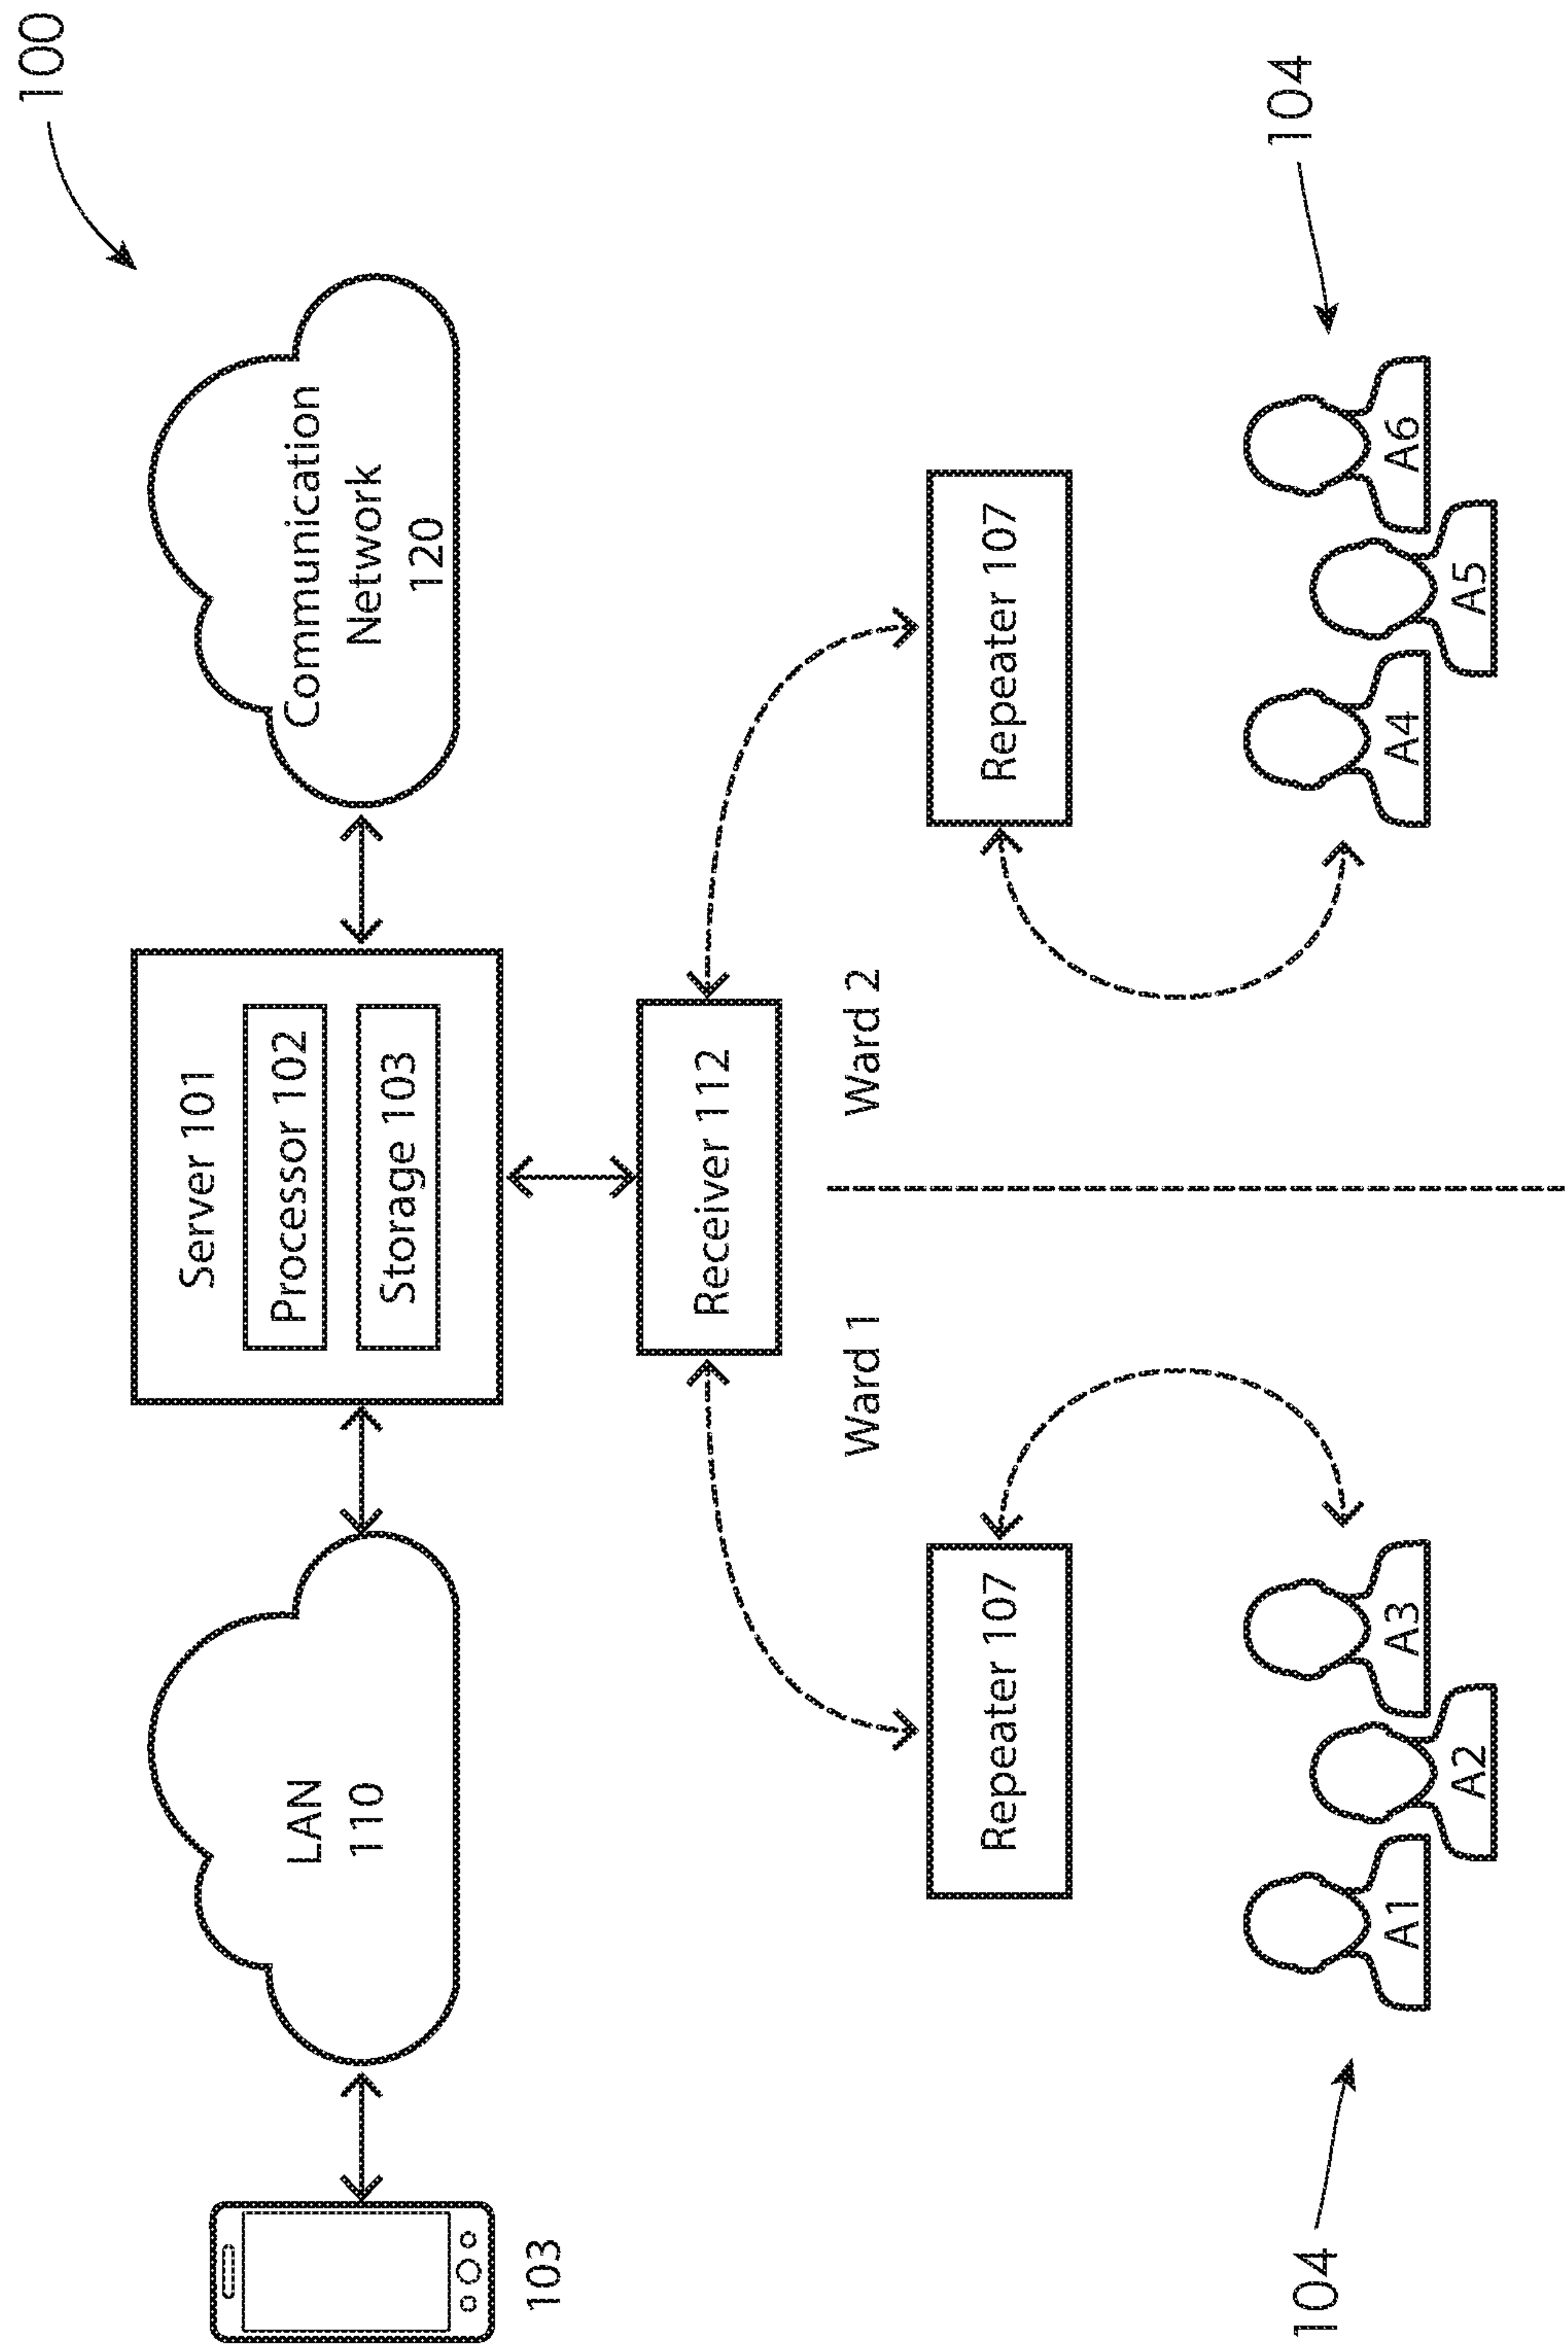 100
Communication
Network
120
LAN
110
Server 101
Processor 102
Storage 103
103
Receiver 112
Ward 1
Ward 2
Repeater 107
Repeater 107
104
A1
A2
A3
A4
A5
A6
104